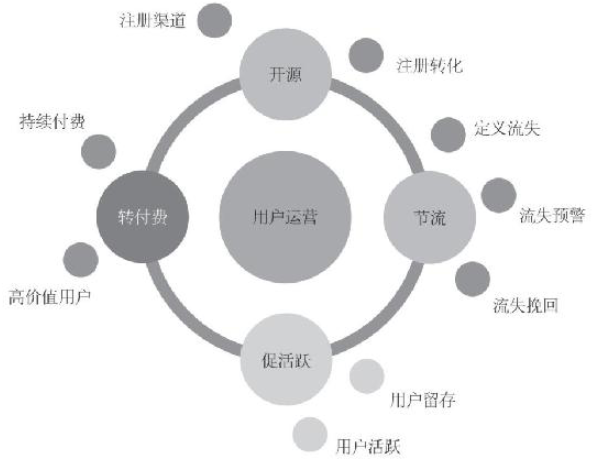 注册渠道
开源
注册转化
持续付费
定义流失
转付费
用户运营
节流
流失预警
高价值用户
流失挽回
促活跃
用户留存
用户活跃